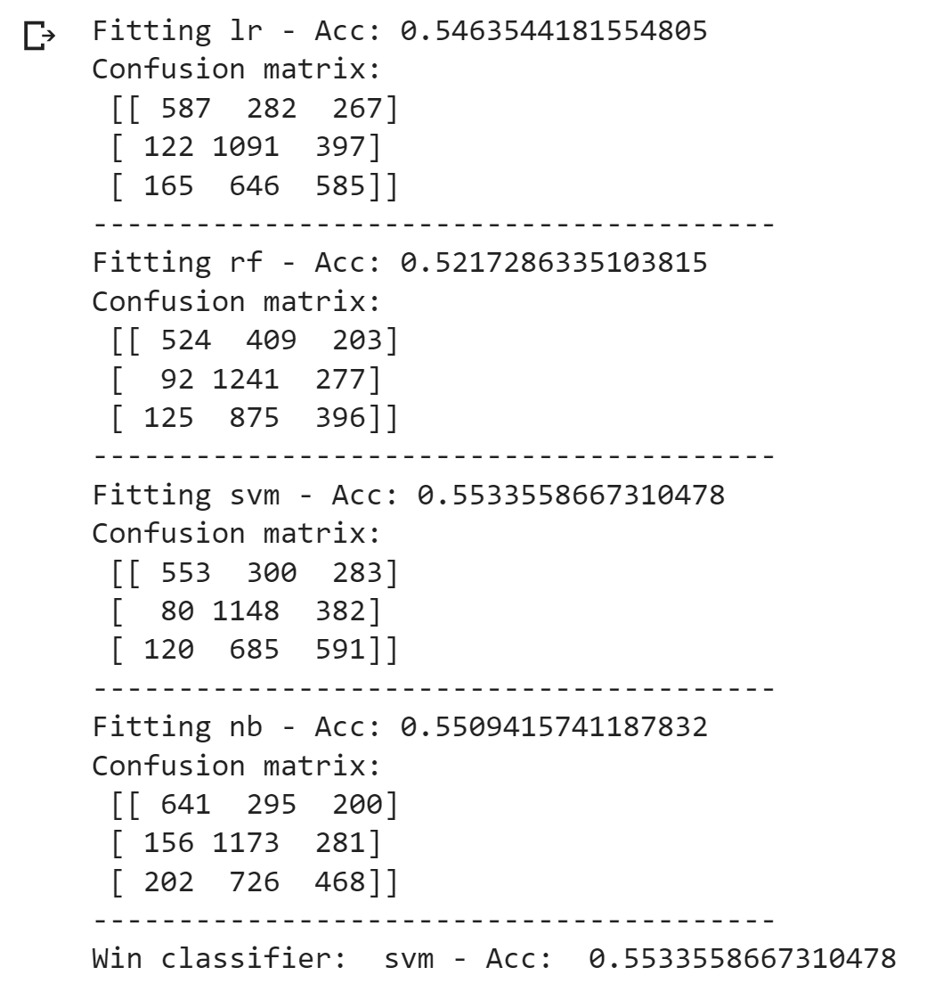 Fitting lr - Acc: 0.5463544181554805
Confusion matrix:
[[ 587 282 267]
[ 122 1091 397]
[ 165 646 585]]
----------------------------------------
Fitting rf - Acc: 0.5217286335103815
Confusion matrix:
[[ 524 409 203]
[ 92 1241 277]
[ 125 875 396]]
----------------------------------------
Fitting svm - Acc: 0.5533558667310478
Confusion matrix:
[[ 553 300 283]
[ 80 1148 382]
[ 120 685 591]]
----------------------------------------
Fitting nb - Acc: 0.5509415741187832
Confusion matrix:
[[ 641 295 200]
[ 156 1173 281]
[ 202 726 468]]
----------------------------------------
Win classifier:  svm - Acc:  0.5533558667310478